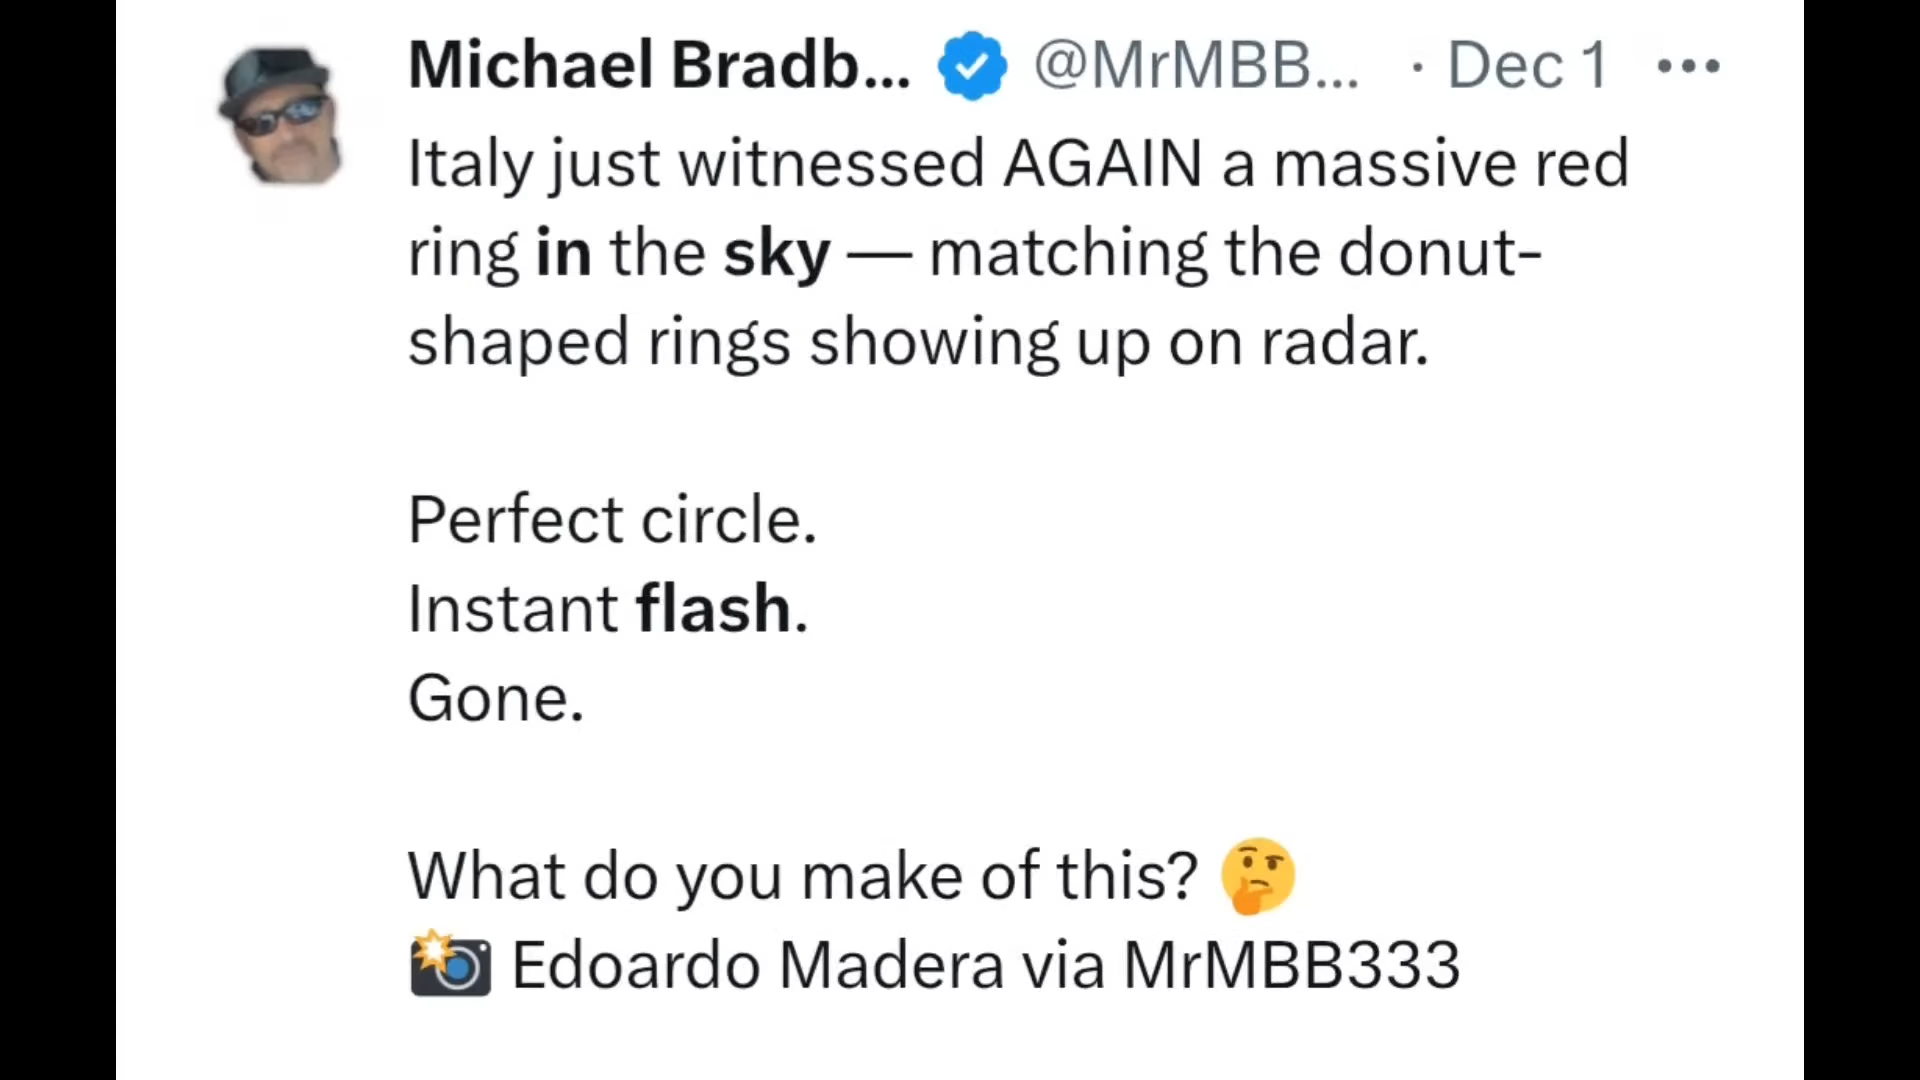 Michael Bradb... @MrMBB... · Dec 1 ...
Italy just witnessed AGAIN a massive red
ring in the sky — matching the donut-
shaped rings showing up on radar.
Perfect circle.
Instant flash.
Gone.
What do you make of this? 🤔
📸 Edoardo Madera via MrMBB333